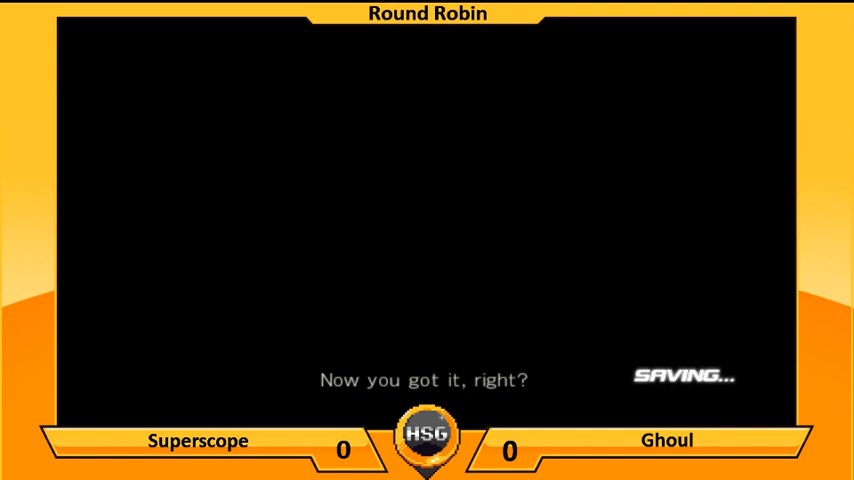 Round Robin
Now you got it, right?
SAVING...
Superscope
0
HSG
0
Ghoul